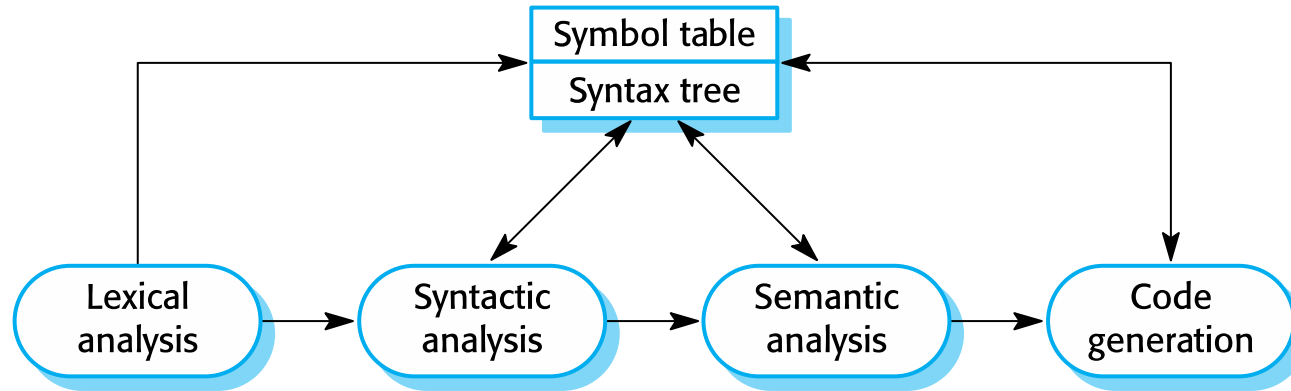 Symbol table
Syntax tree
Lexical
analysis
Syntactic
analysis
Semantic
analysis
Code
generation